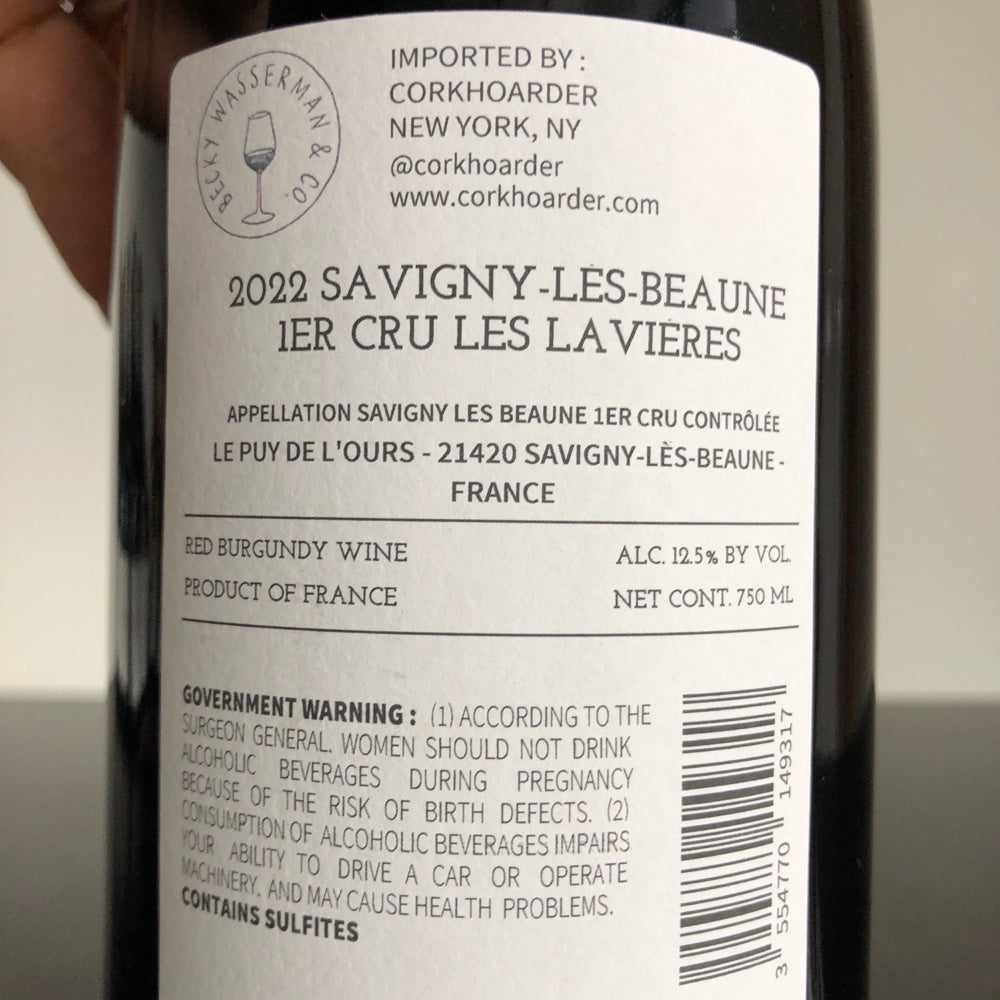 BECKY WASSERMAN & CO.
IMPORTED BY :
CORKHOARDER
NEW YORK, NY
@corkhoarder
www.corkhoarder.com
2022 SAVIGNY-LÈS-BEAUNE
1ER CRU LES LAVIÈRES
APPELLATION SAVIGNY LES BEAUNE 1ER CRU CONTRÔLÉE
LE PUY DE L'OURS - 21420 SAVIGNY-LÈS-BEAUNE -
FRANCE
RED BURGUNDY WINE
ALC. 12.5% BY VOL.
PRODUCT OF FRANCE
NET CONT. 750 ML
GOVERNMENT WARNING : (1) ACCORDING TO THE
SURGEON GENERAL. WOMEN SHOULD NOT DRINK
ALCOHOLIC BEVERAGES DURING PREGNANCY
BECAUSE OF THE RISK OF BIRTH DEFECTS. (2)
CONSUMPTION OF ALCOHOLIC BEVERAGES IMPAIRS
YOUR ABILITY TO DRIVE A CAR OR OPERATE
MACHINERY, AND MAY CAUSE HEALTH PROBLEMS.
CONTAINS SULFITES
3 554770 149317